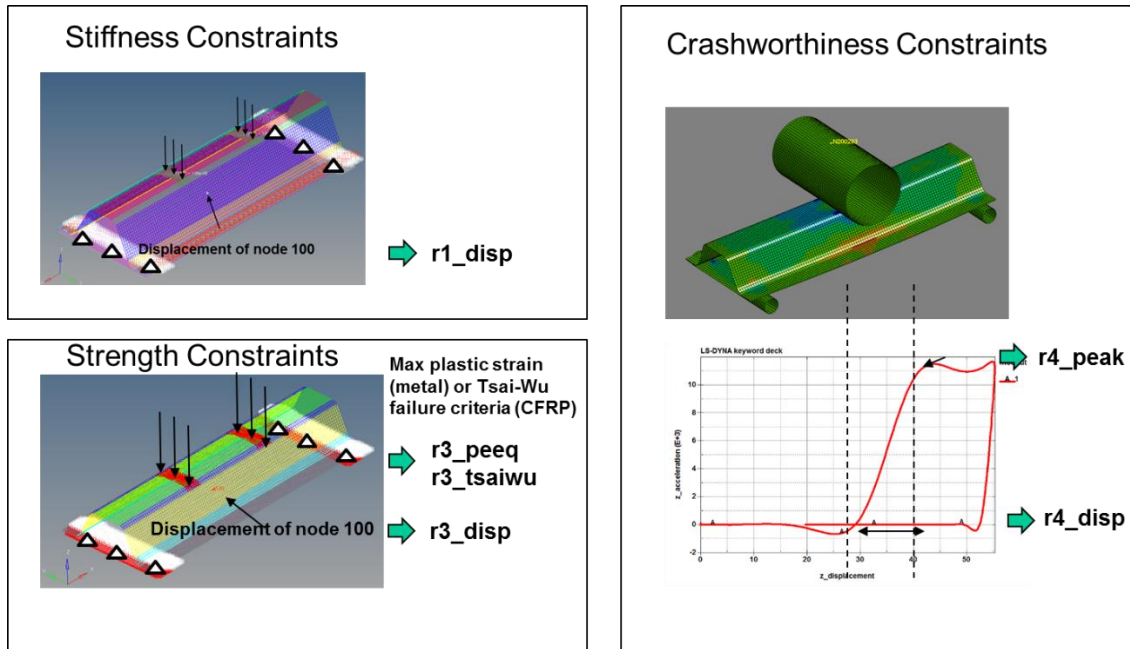 Stiffness Constraints
Displacement of node 100
r1_disp
Strength Constraints
Max plastic strain
(metal) or Tsai-Wu
failure criteria (CFRP)
r3_peeq
r3_tsaiwu
Displacement of node 100
r3_disp
Crashworthiness Constraints
LS-DYNA keyword deck
r4_peak
1
10
8
6
4
2
0
-2
z_acceleration (E+3)
0
10
20
30
40
50
z_displacement
r4_disp